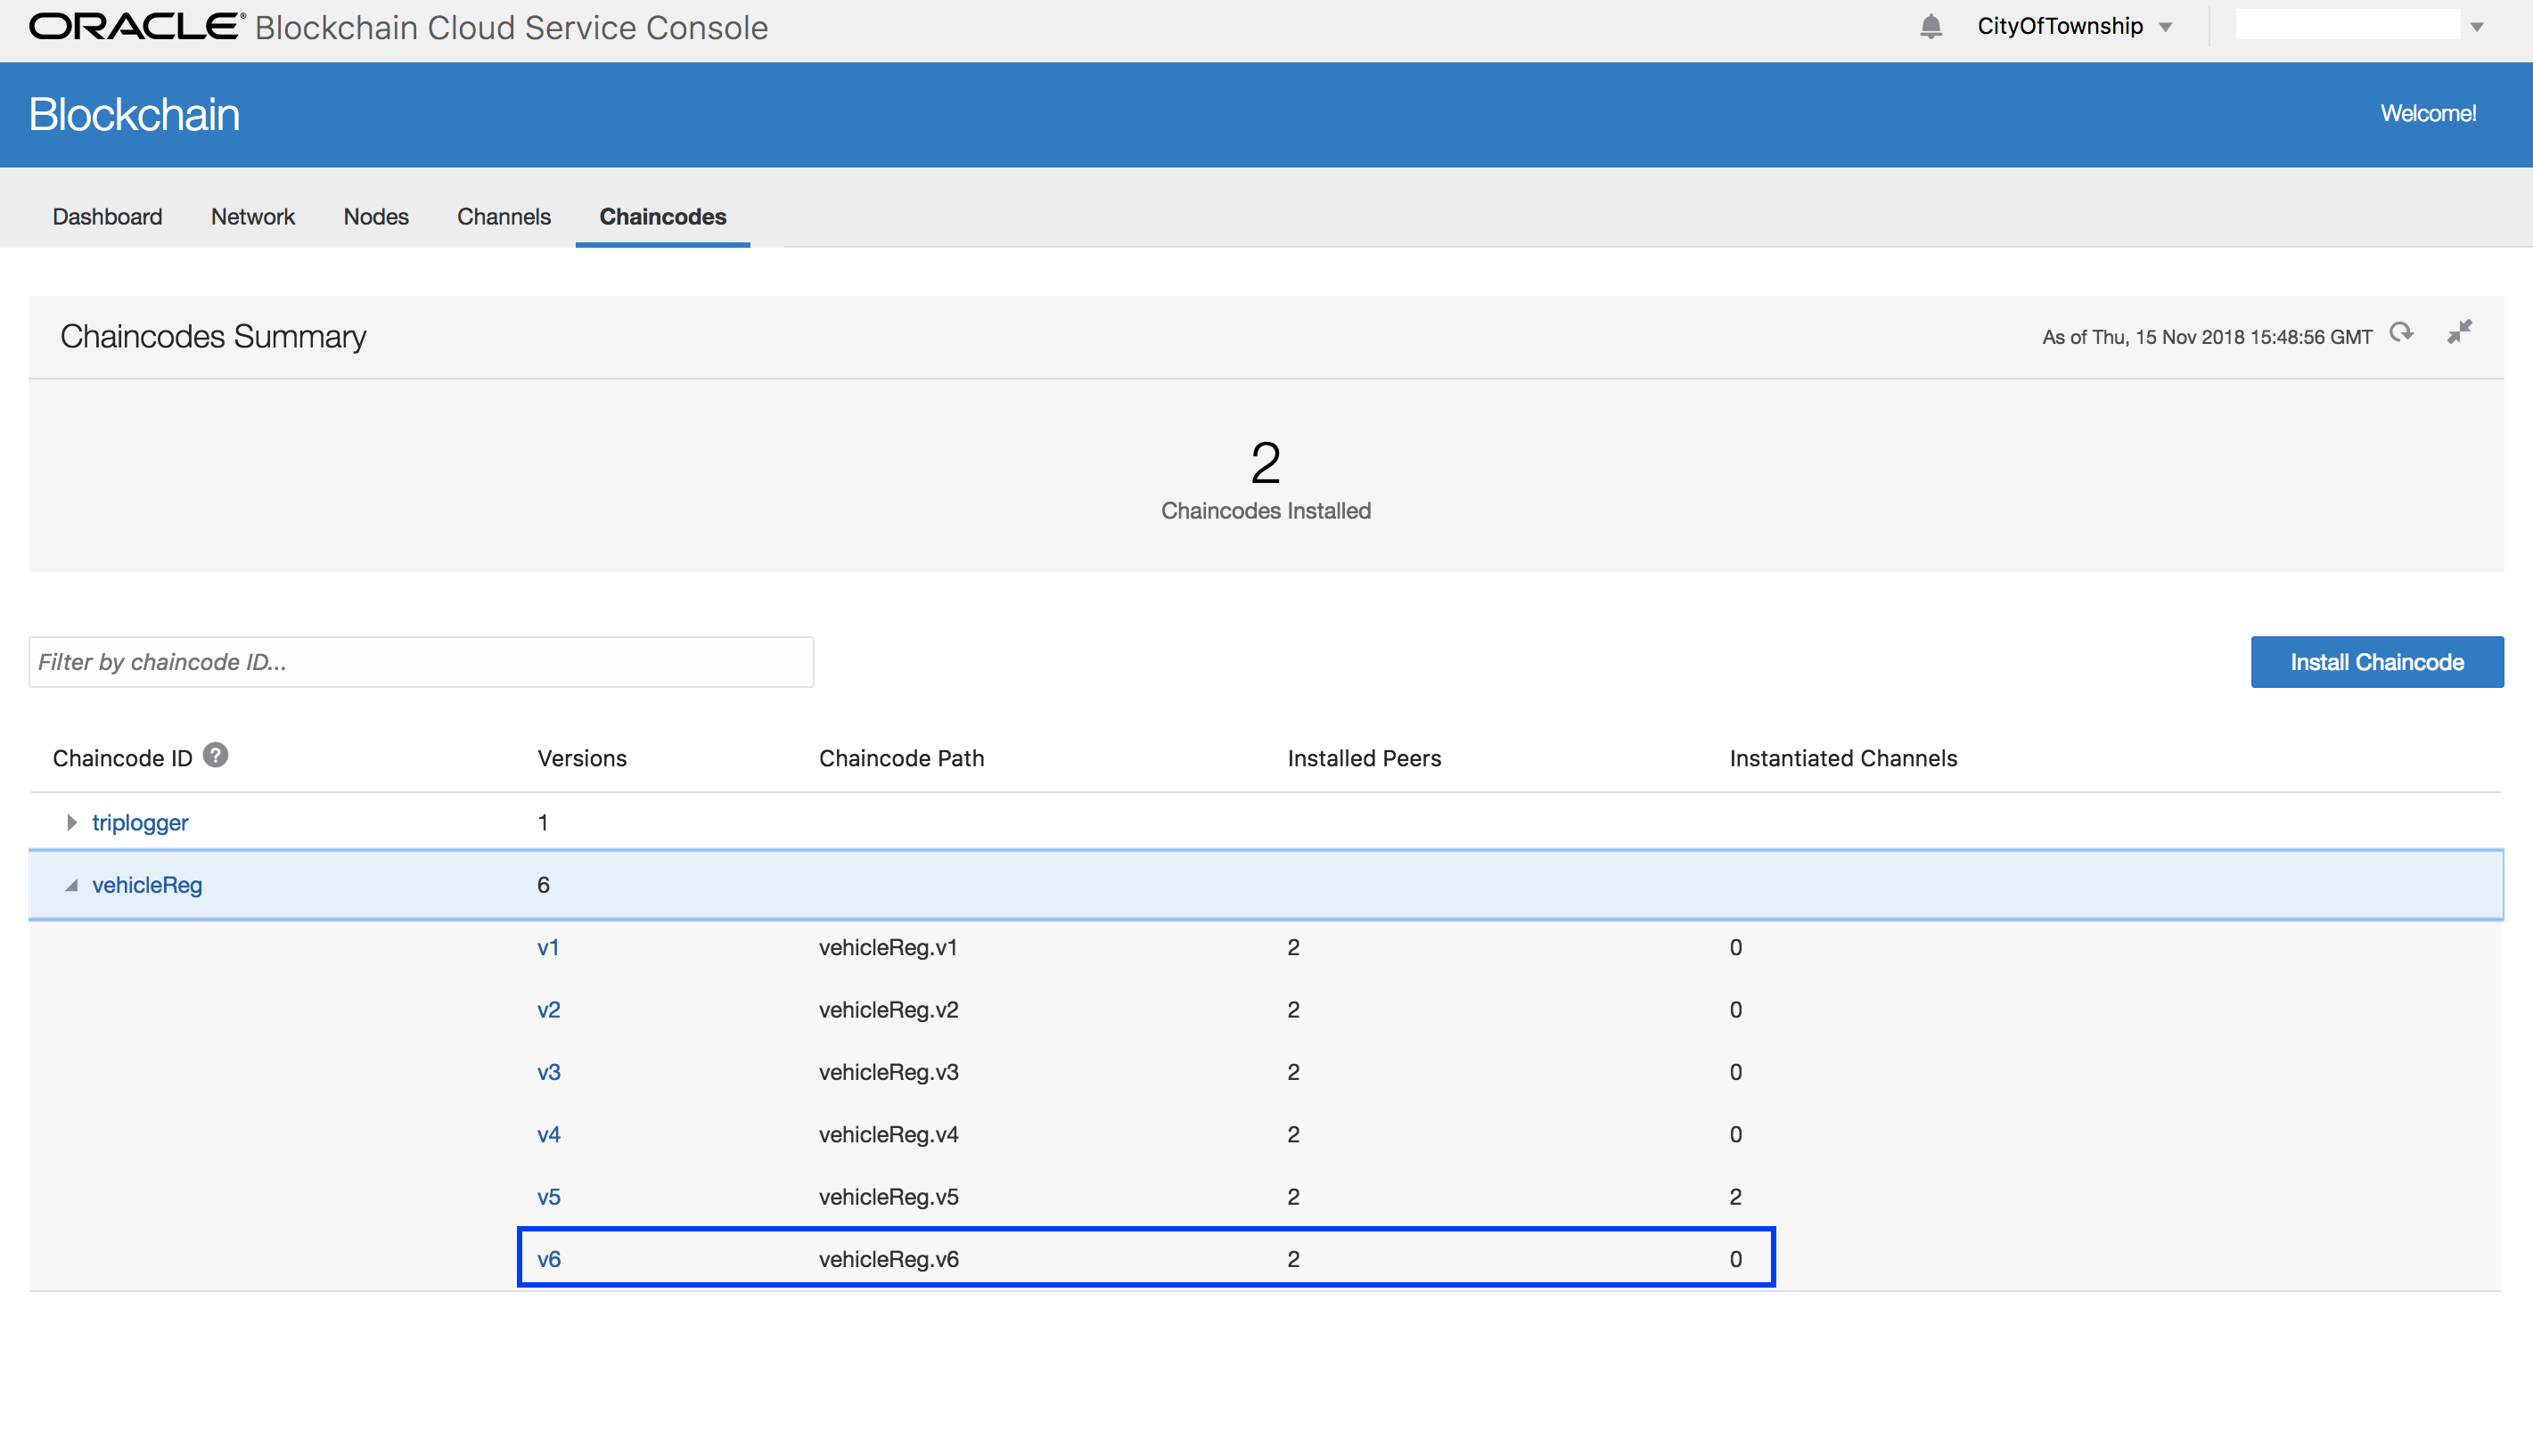 ORACLE® Blockchain Cloud Service Console CityOfTownship
Blockchain Welcome!
Dashboard Network Nodes Channels Chaincodes
Chaincodes Summary As of Thu, 15 Nov 2018 15:48:56 GMT
2
Chaincodes Installed
Filter by chaincode ID... Install Chaincode
Chaincode ID ? Versions Chaincode Path Installed Peers Instantiated Channels
triplogger 1
vehicleReg 6
v1 vehicleReg.v1 2 0
v2 vehicleReg.v2 2 0
v3 vehicleReg.v3 2 0
v4 vehicleReg.v4 2 0
v5 vehicleReg.v5 2 2
v6 vehicleReg.v6 2 0